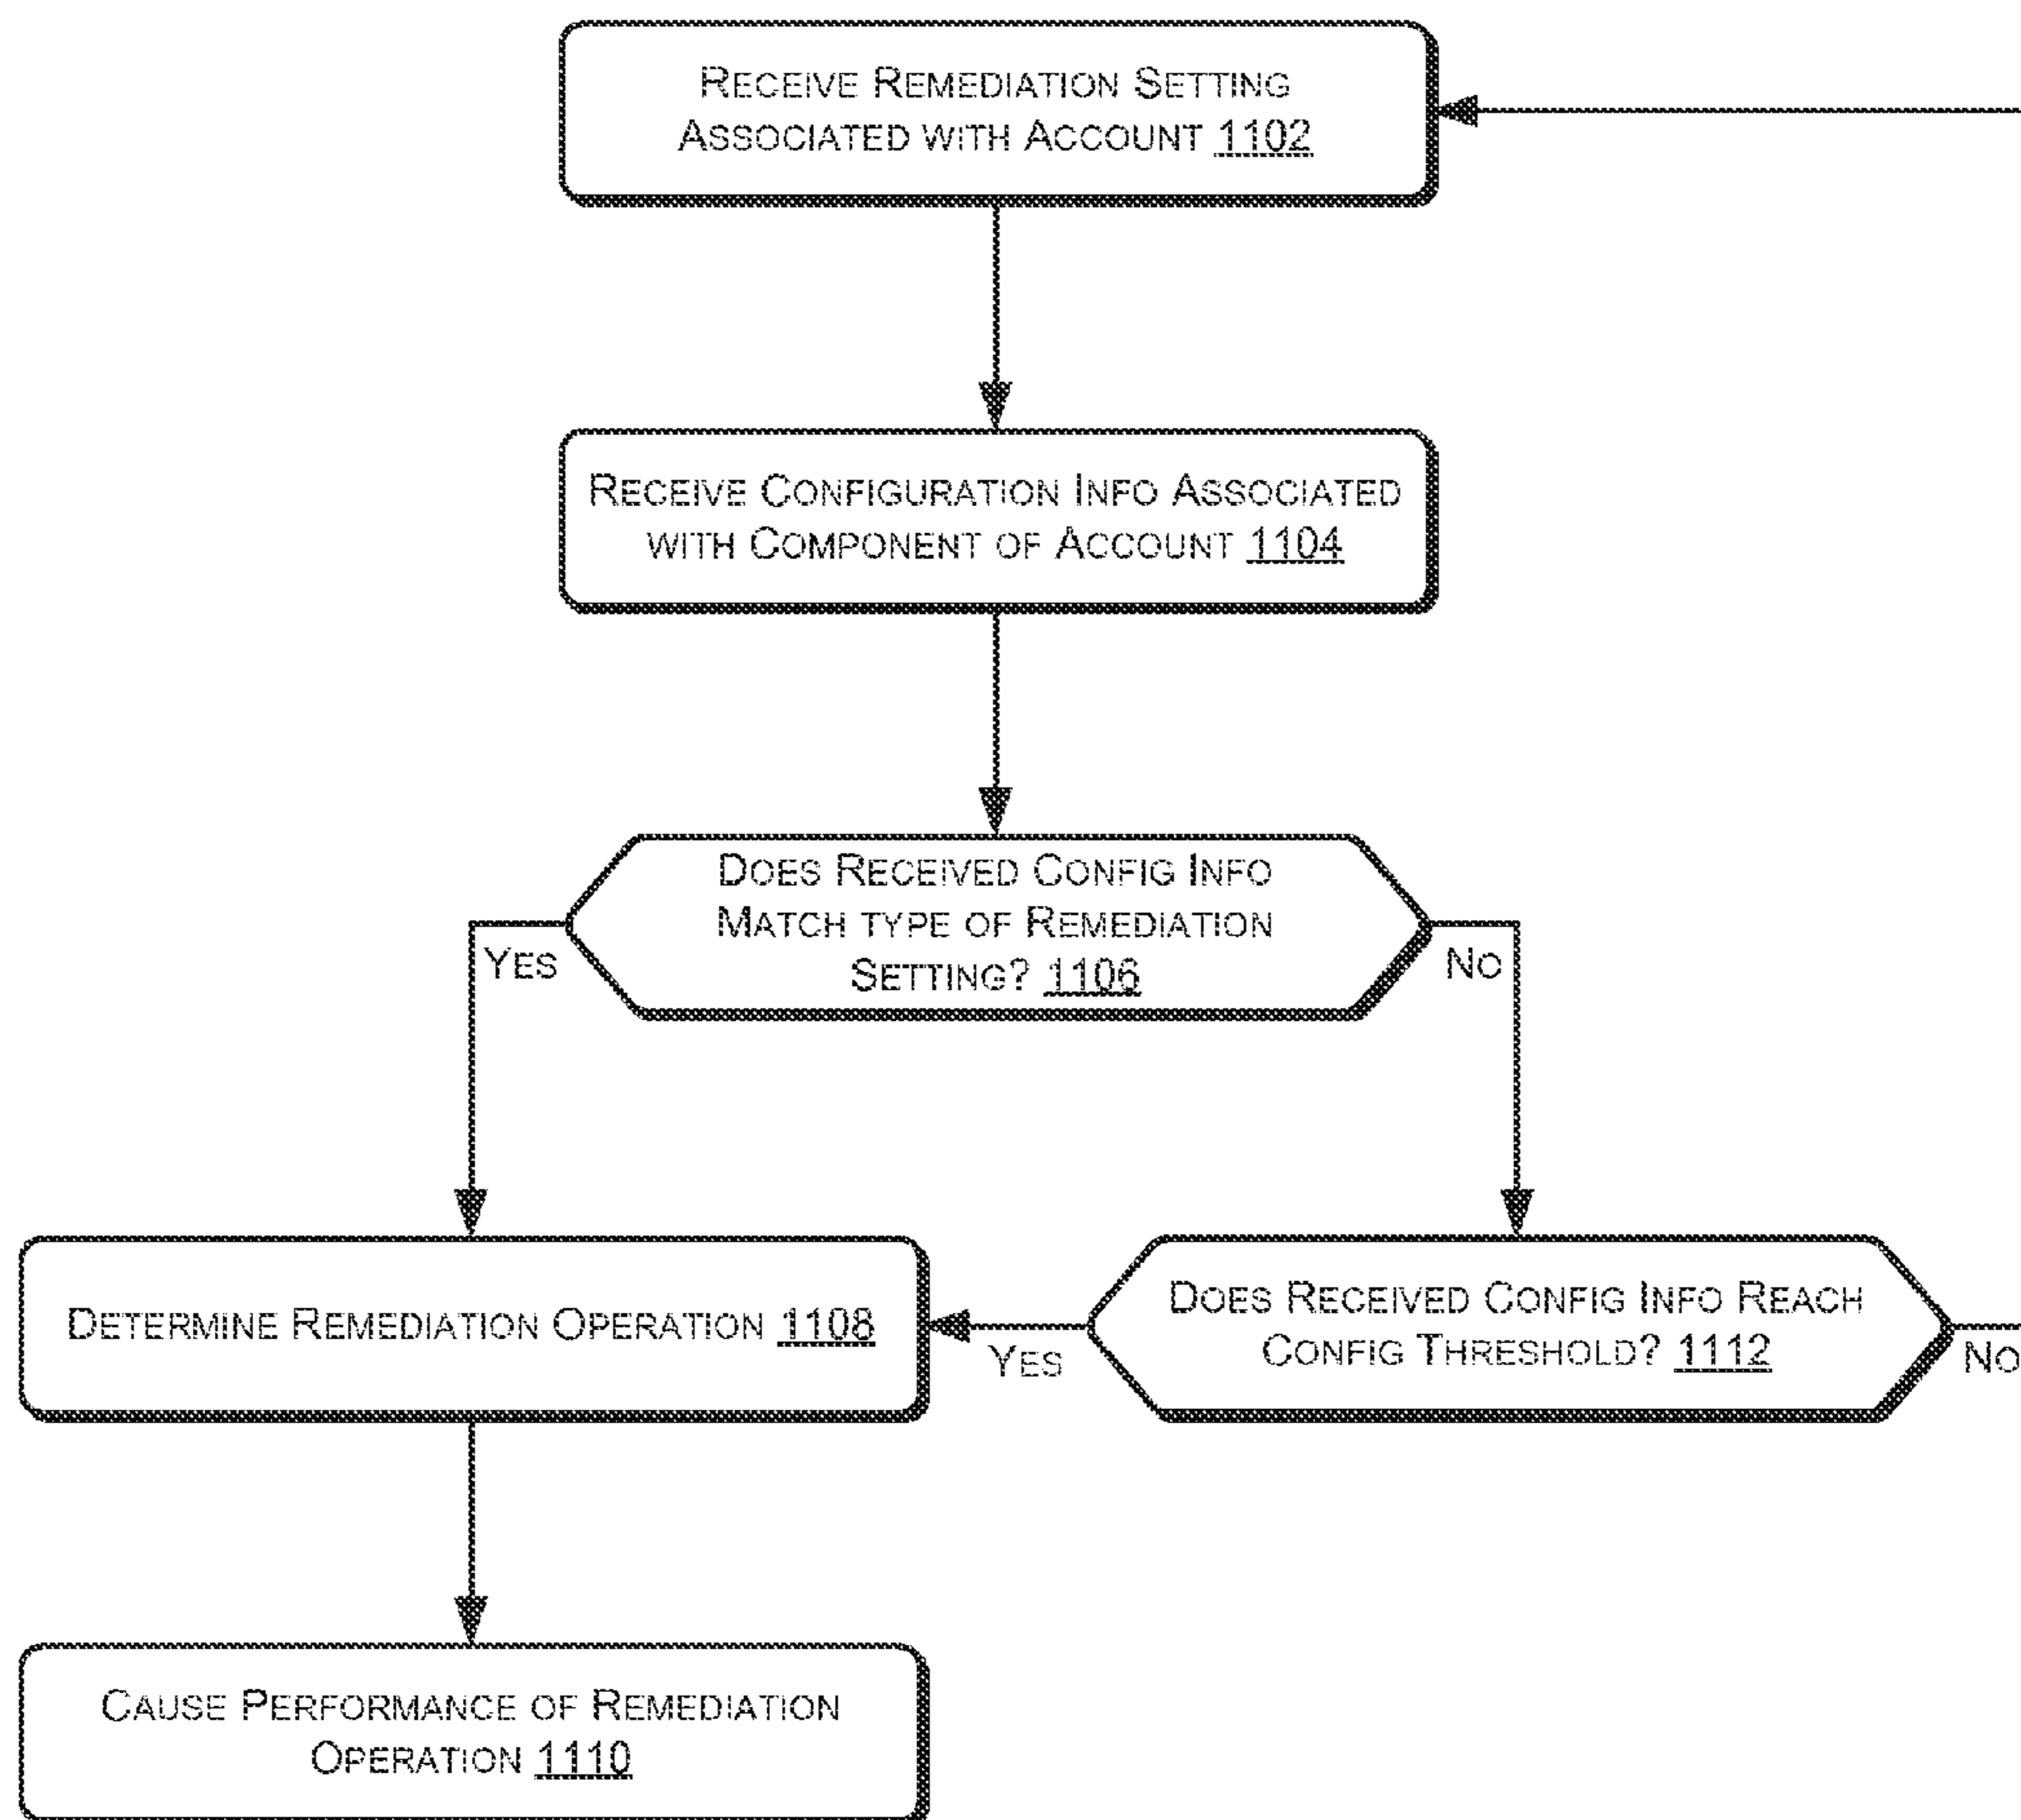 RECEIVE REMEDIATION SETTING
ASSOCIATED WITH ACCOUNT 1102
RECEIVE CONFIGURATION INFO ASSOCIATED
WITH COMPONENT OF ACCOUNT 1104
DOES RECEIVED CONFIG INFO
MATCH TYPE OF REMEDIATION
SETTING? 1106
YES
NO
DETERMINE REMEDIATION OPERATION 1108
YES
DOES RECEIVED CONFIG INFO REACH
CONFIG THRESHOLD? 1112
NO
CAUSE PERFORMANCE OF REMEDIATION
OPERATION 1110